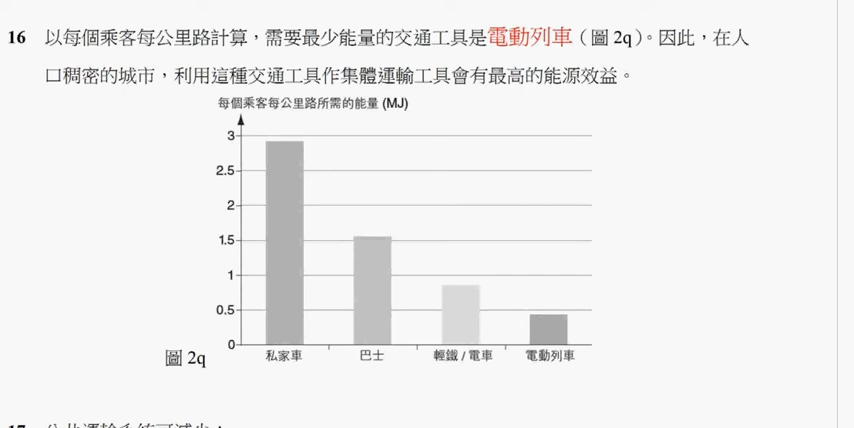 16 以每個乘客每公里路計算，需要最少能量的交通工具是電動列車（圖 2q）。因此，在人
口稠密的城市，利用這種交通工具作集體運輸工具會有最高的能源效益。
每個乘客每公里路所需的能量 (MJ)
3
2.5
2
1.5
1
0.5
0
圖 2q
私家車
巴士
輕鐵 / 電車
電動列車